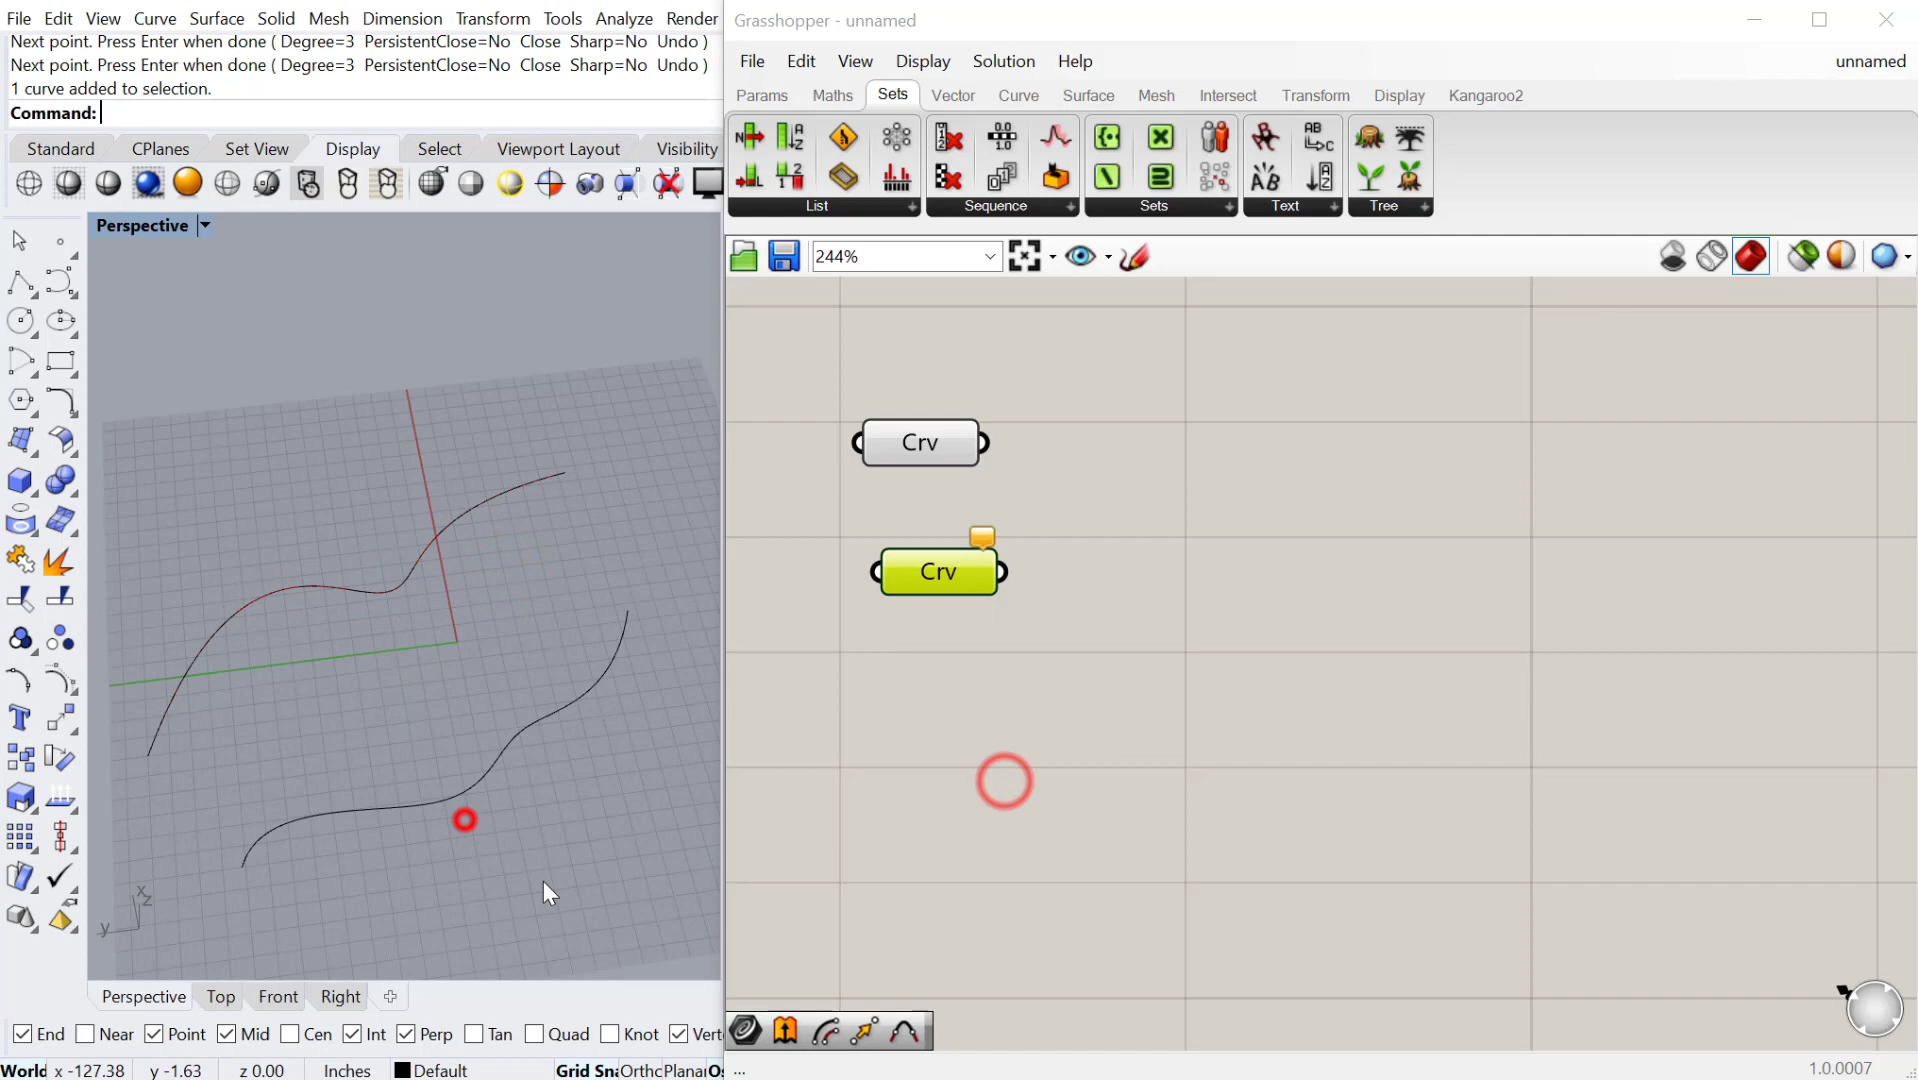 File Edit View Curve Surface Solid Mesh Dimension Transform Tools Analyze Render
Next point. Press Enter when done ( Degree=3 PersistentClose=No Close Sharp=No Undo )
Next point. Press Enter when done ( Degree=3 PersistentClose=No Close Sharp=No Undo )
1 curve added to selection.
Command:
Standard CPlanes Set View Display Select Viewport Layout Visibility
Perspective
x
z
y
Perspective Top Front Right
End Near Point Mid Cen Int Perp Tan Quad Knot Verte
World x -127.38 y -1.63 z 0.00 Inches Default Grid Sna Ortho Planar Os
Grasshopper - unnamed
File Edit View Display Solution Help unnamed
Params Maths Sets Vector Curve Surface Mesh Intersect Transform Display Kangaroo2
List Sequence Sets Text Tree
244%
Crv
Crv
...
1.0.0007